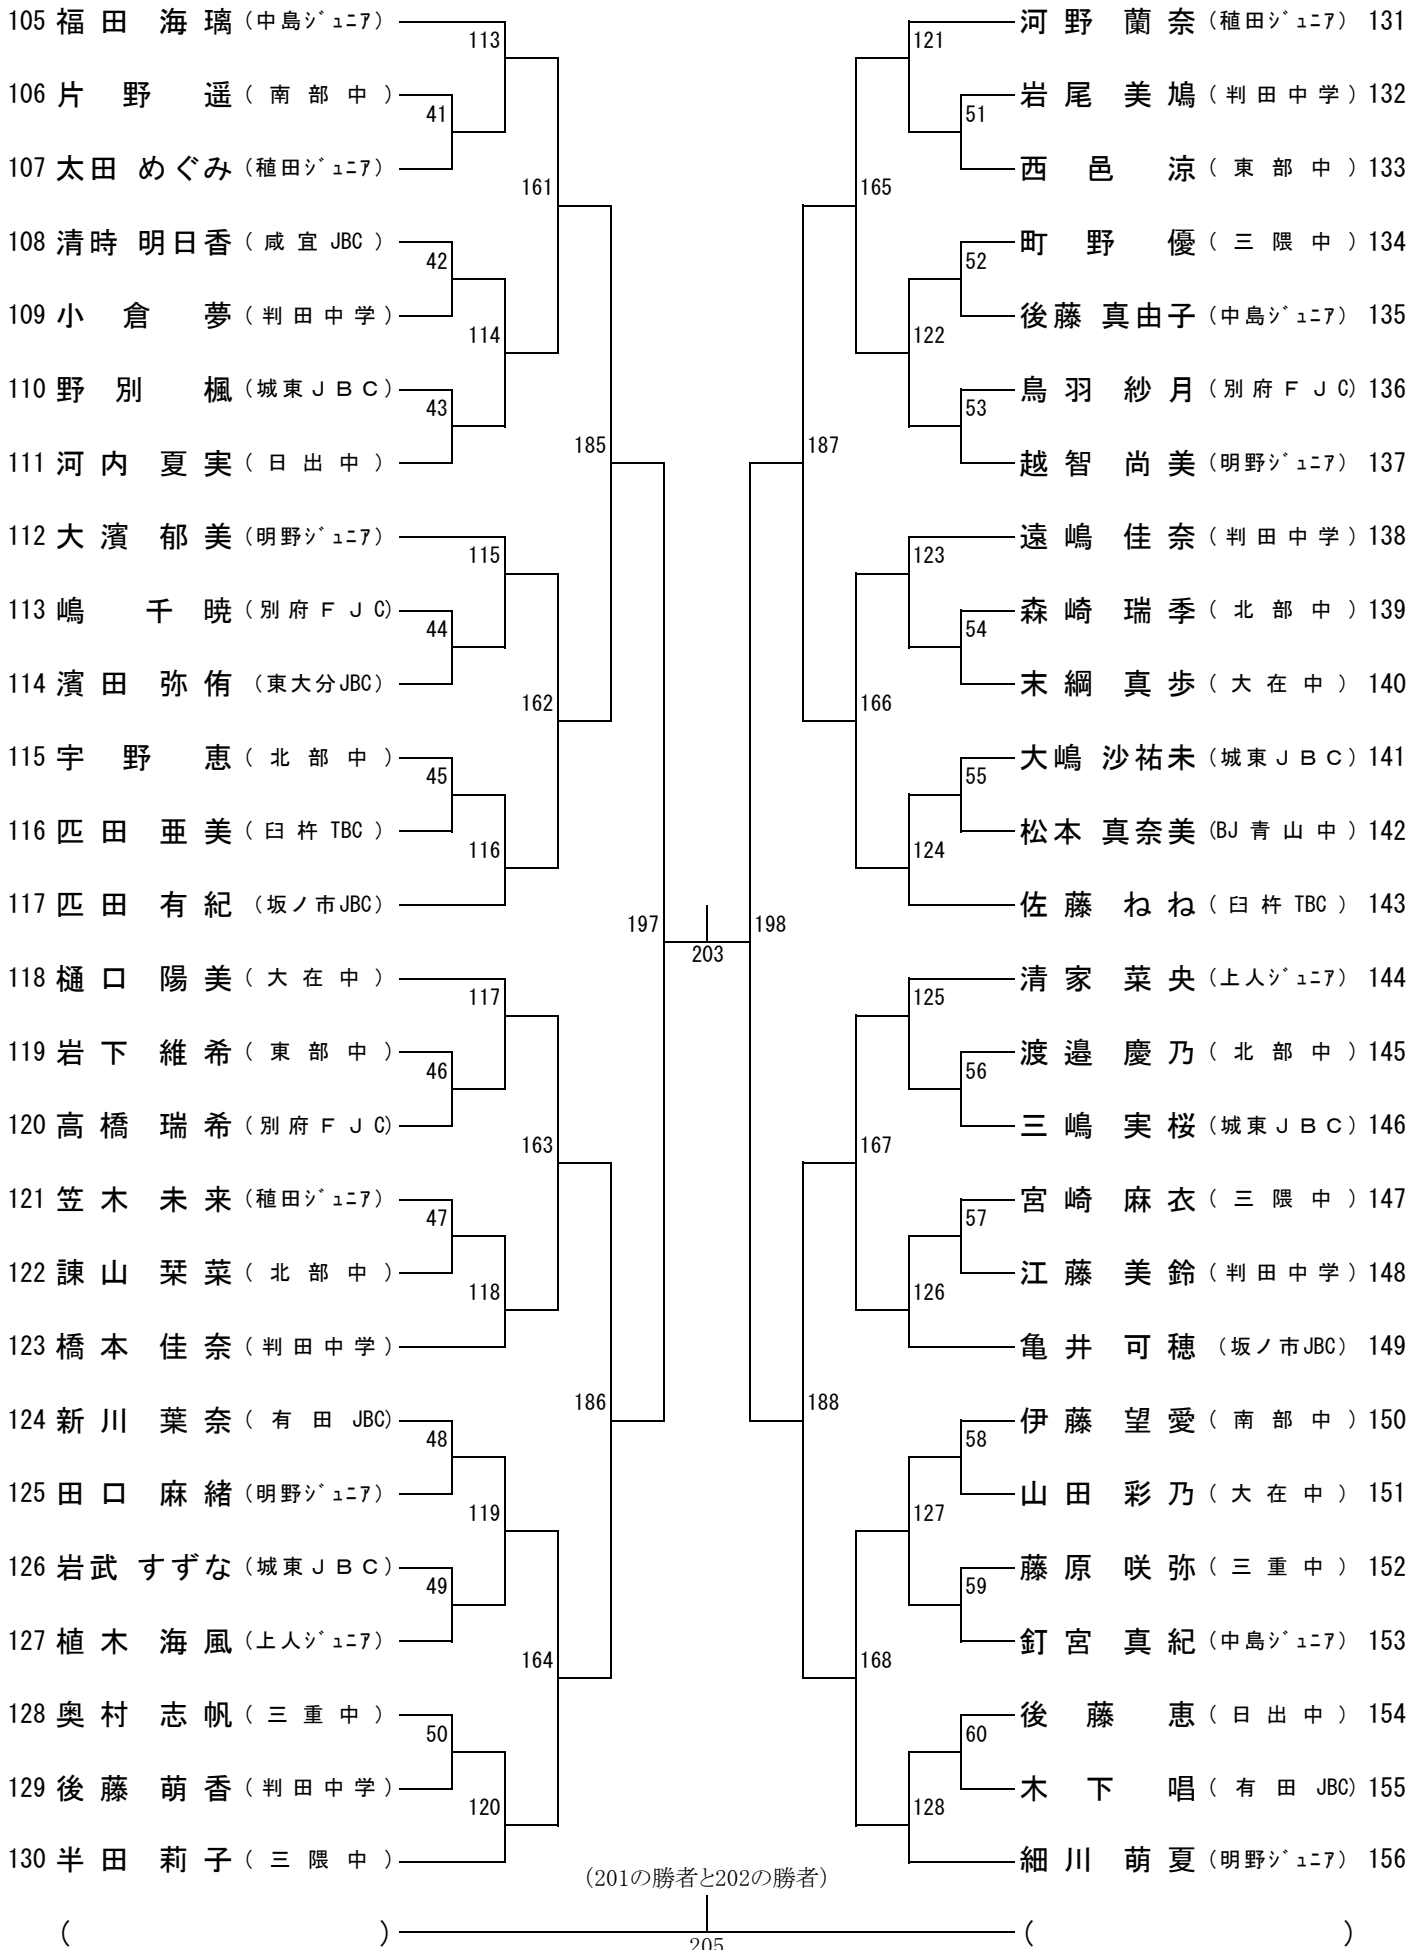 105 福田 海璃 (中島ｼﾞｭﾆｱ)
106 片野 遥 (南部中)
107 太田 めぐみ (稙田ｼﾞｭﾆｱ)
108 清時 明日香 (咸宜 JBC)
109 小倉 夢 (判田中学)
110 野別 楓 (城東ＪＢＣ)
111 河内 夏実 (日出中)
112 大濱 郁美 (明野ｼﾞｭﾆｱ)
113 嶋 千暁 (別府ＦＪC)
114 濱田 弥侑 (東大分JBC)
115 宇野 恵 (北部中)
116 匹田 亜美 (臼杵 TBC)
117 匹田 有紀 (坂ノ市JBC)
118 樋口 陽美 (大在中)
119 岩下 維希 (東部中)
120 高橋 瑞希 (別府ＦＪC)
121 笠木 未来 (稙田ｼﾞｭﾆｱ)
122 諌山 栞菜 (北部中)
123 橋本 佳奈 (判田中学)
124 新川 葉奈 (有田 JBC)
125 田口 麻緒 (明野ｼﾞｭﾆｱ)
126 岩武 すずな (城東ＪＢＣ)
127 植木 海風 (上人ｼﾞｭﾆｱ)
128 奥村 志帆 (三重中)
129 後藤 萌香 (判田中学)
130 半田 莉子 (三隈中)
113
41
161
42
114
43
185
115
44
162
45
116
197
117
46
163
47
118
186
48
119
49
164
50
120
203
121
51
165
52
122
53
187
123
54
166
55
124
198
125
56
167
57
126
188
58
127
59
168
60
128
河野 蘭奈 (稙田ｼﾞｭﾆｱ) 131
岩尾 美鳩 (判田中学) 132
西邑 涼 (東部中) 133
町野 優 (三隈中) 134
後藤 真由子 (中島ｼﾞｭﾆｱ) 135
鳥羽 紗月 (別府ＦＪC) 136
越智 尚美 (明野ｼﾞｭﾆｱ) 137
遠嶋 佳奈 (判田中学) 138
森崎 瑞季 (北部中) 139
末綱 真歩 (大在中) 140
大嶋 沙祐未 (城東ＪＢＣ) 141
松本 真奈美 (BJ青山中) 142
佐藤 ねね (臼杵 TBC) 143
清家 菜央 (上人ｼﾞｭﾆｱ) 144
渡邉 慶乃 (北部中) 145
三嶋 実桜 (城東ＪＢＣ) 146
宮崎 麻衣 (三隈中) 147
江藤 美鈴 (判田中学) 148
亀井 可穂 (坂ノ市JBC) 149
伊藤 望愛 (南部中) 150
山田 彩乃 (大在中) 151
藤原 咲弥 (三重中) 152
釘宮 真紀 (中島ｼﾞｭﾆｱ) 153
後藤 恵 (日出中) 154
木下 唱 (有田 JBC) 155
細川 萌夏 (明野ｼﾞｭﾆｱ) 156
(201の勝者と202の勝者)
( ) ( )
205